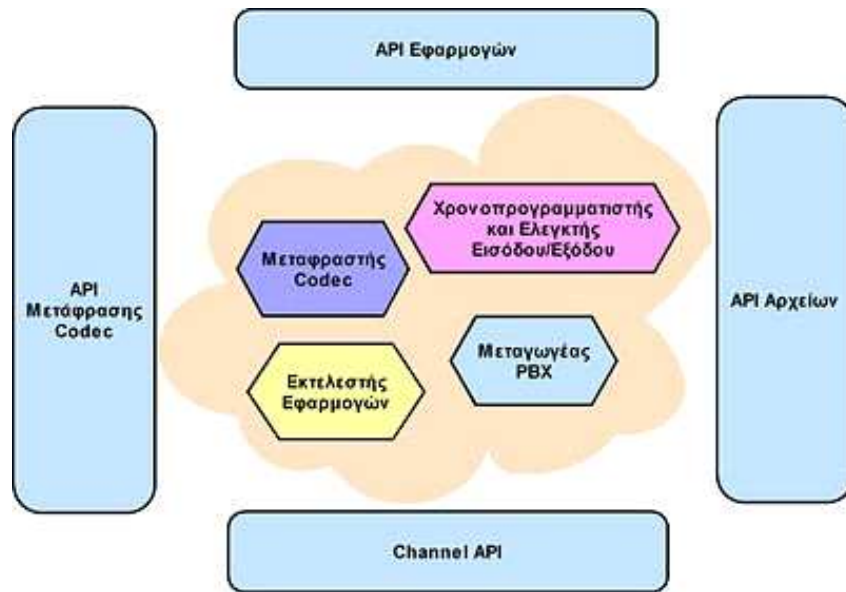 API Εφαρμογών
Χρονοπρογραμματιστής
και Ελεγκτής
Εισόδου/Εξόδου
Μεταφραστής
Codec
API
Μετάφρασης
Codec
API Αρχείων
Μεταγωγέας
PBX
Εκτελεστής
Εφαρμογών
Channel API